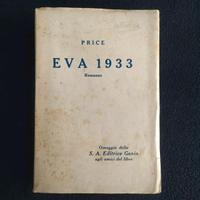 PRICE
EVA 1933
Romanzo
Omaggio della
S. A. Editrice Genio
agli amici del libro